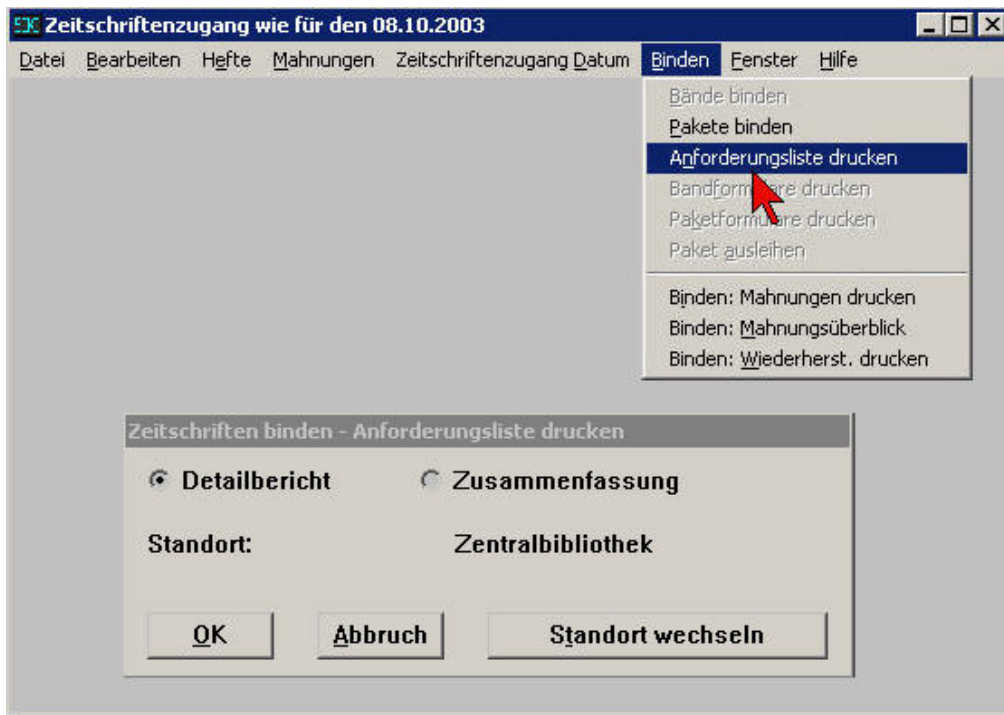 Zeitschriftenzugang wie für den 08.10.2003
Datei Bearbeiten Hefte Mahnungen Zeitschriftenzugang Datum Binden Fenster Hilfe
Bände binden
Pakete binden
Anforderungsliste drucken
Bandformulare drucken
Paketformulare drucken
Paket ausleihen
Binden: Mahnungen drucken
Binden: Mahnungsüberblick
Binden: Wiederherst. drucken
Zeitschriften binden - Anforderungsliste drucken
Detailbericht Zusammenfassung
Standort: Zentralbibliothek
OK Abbruch Standort wechseln